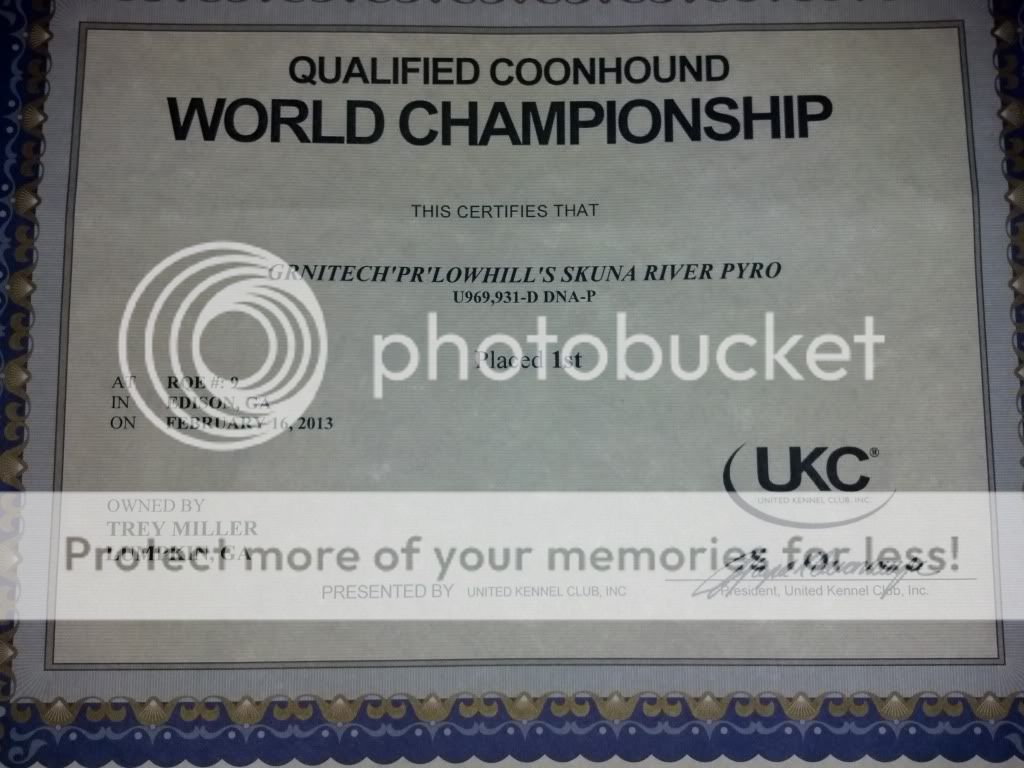 QUALIFIED COONHOUND
WORLD CHAMPIONSHIP
THIS CERTIFIES THAT
GRNITECH'PR'LOWHILL'S SKUNA RIVER PYRO
U969,931-D DNA-P
photobucket
Placed 1st
AT ROE #: 9
IN EDISON, GA
ON FEBRUARY 16, 2013
UKC®
UNITED KENNEL CLUB, INC.
OWNED BY
TREY MILLER
LUMPKIN, GA
Protect more of your memories for less!
PRESENTED BY UNITED KENNEL CLUB, INC
President, United Kennel Club, Inc.